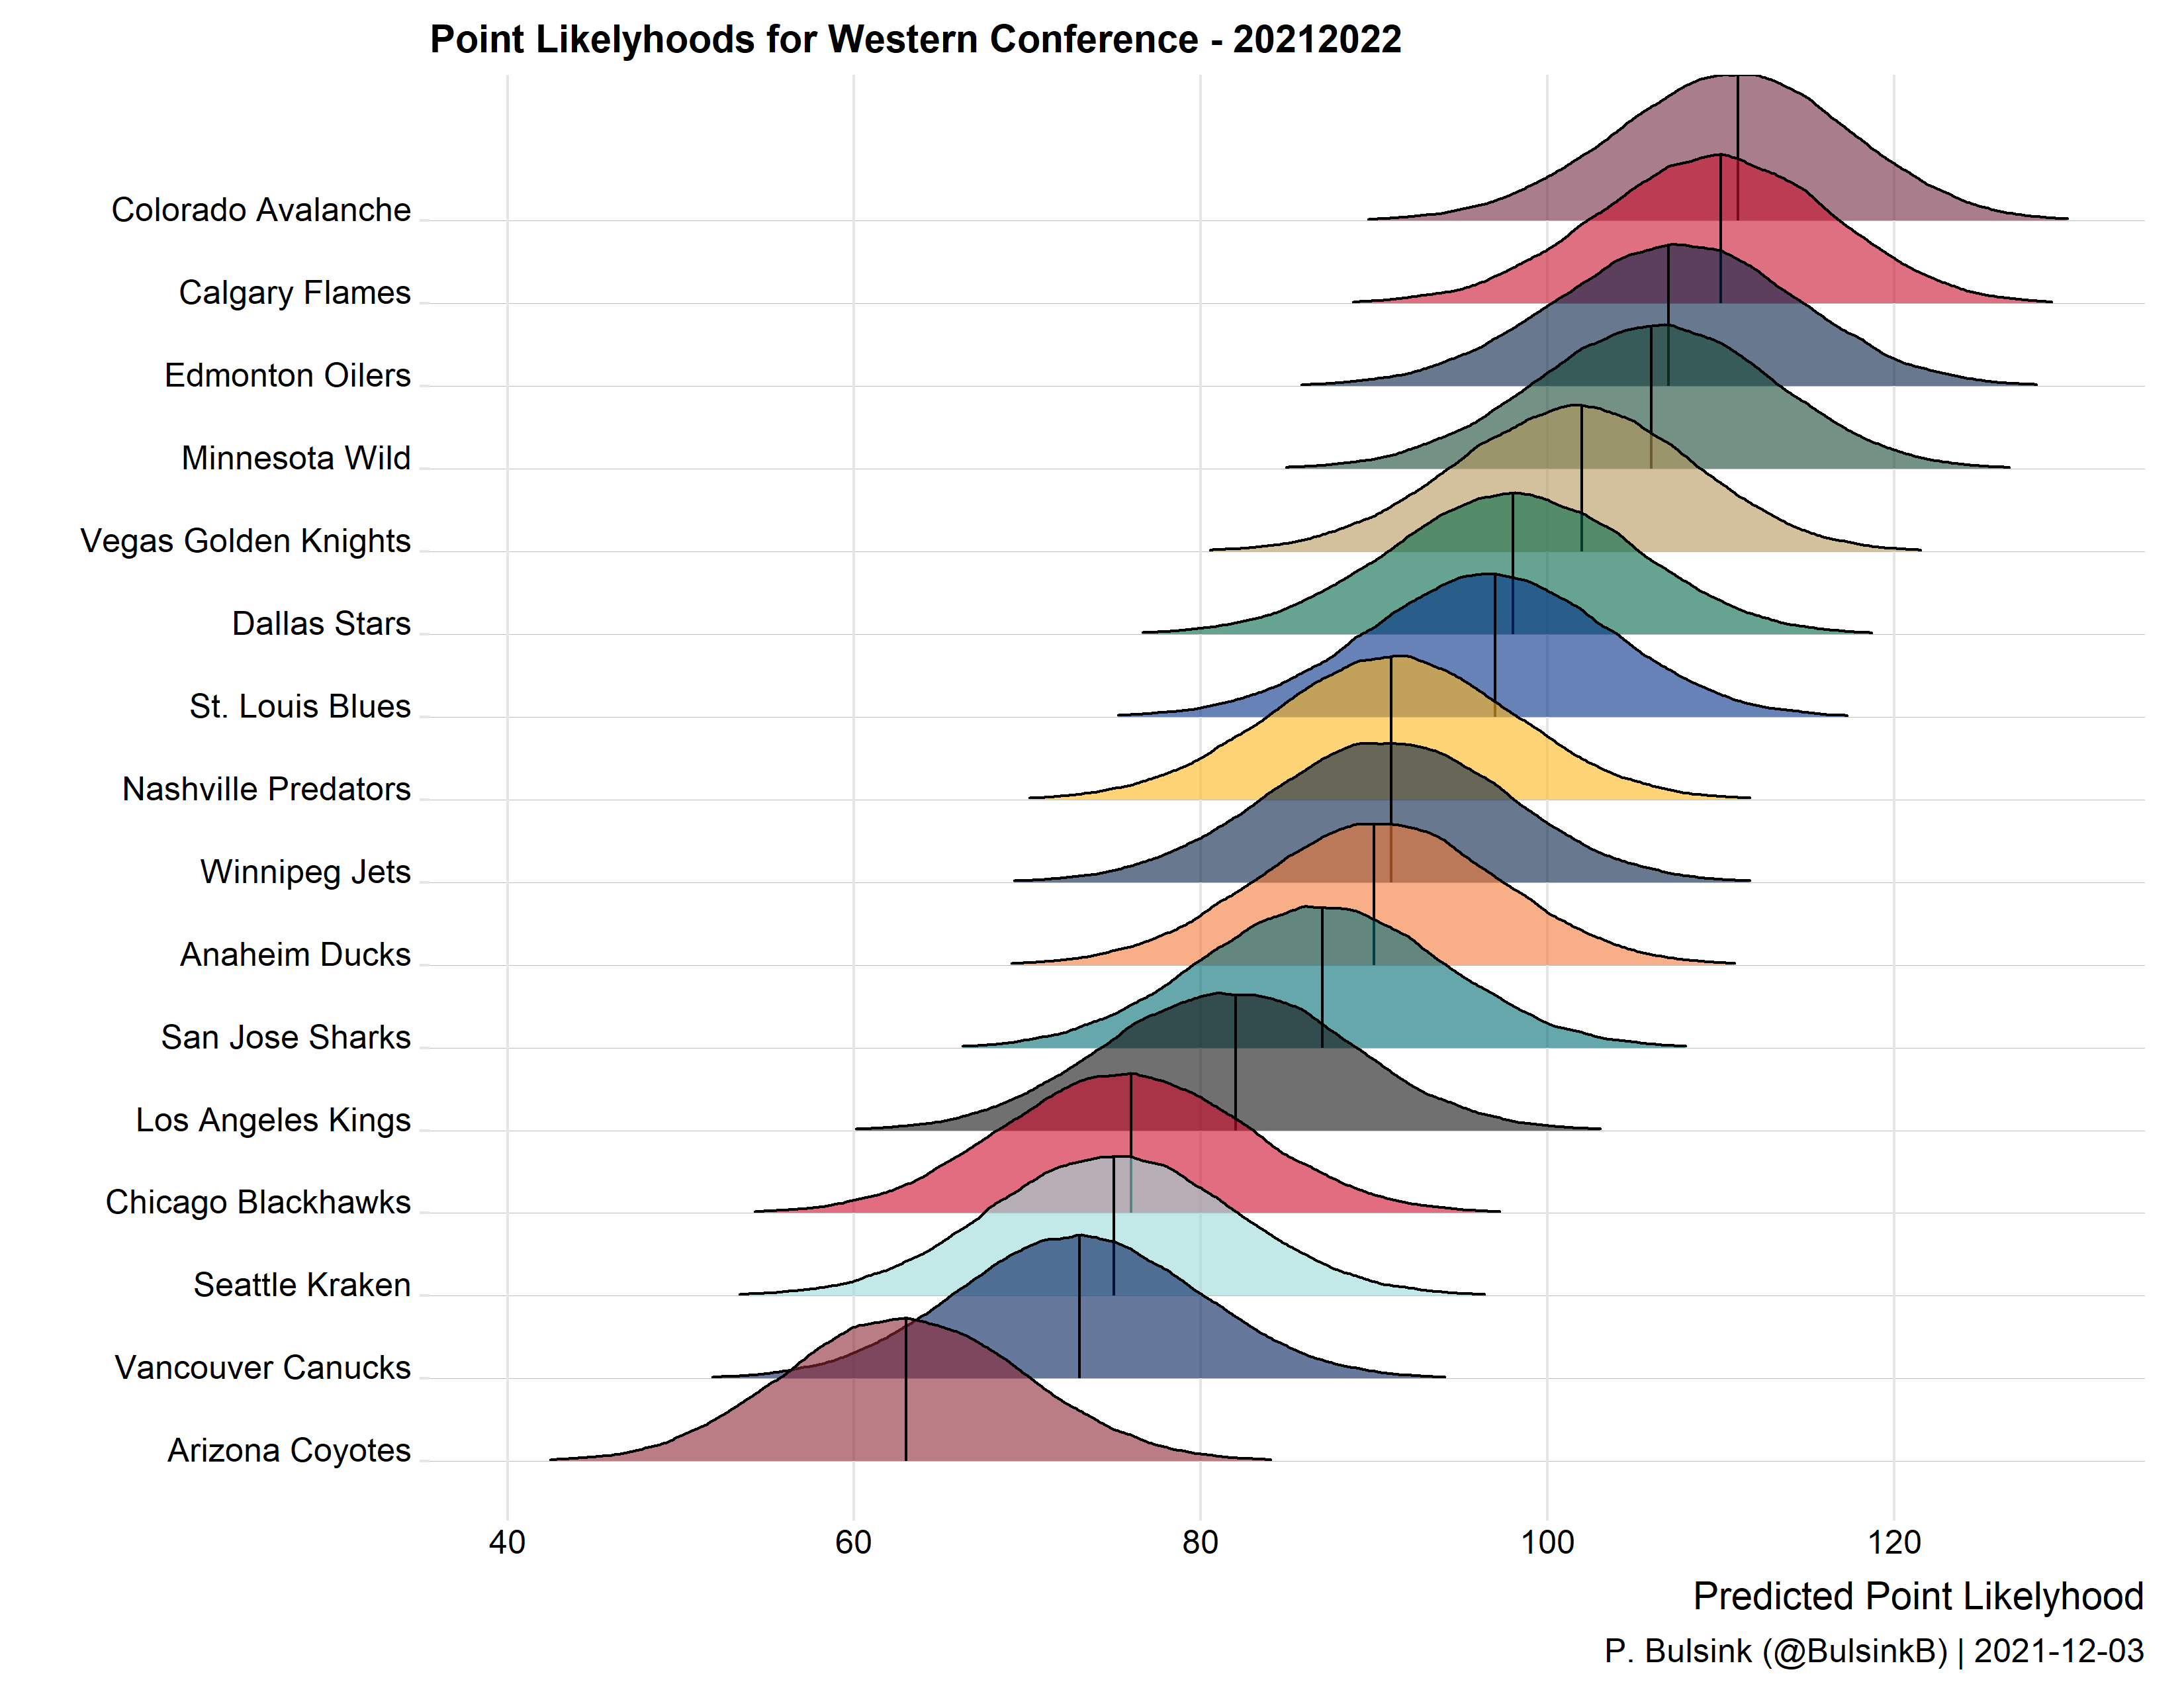 Point Likelyhoods for Western Conference - 20212022
Colorado Avalanche
Calgary Flames
Edmonton Oilers
Minnesota Wild
Vegas Golden Knights
Dallas Stars
St. Louis Blues
Nashville Predators
Winnipeg Jets
Anaheim Ducks
San Jose Sharks
Los Angeles Kings
Chicago Blackhawks
Seattle Kraken
Vancouver Canucks
Arizona Coyotes
40 60 80 100 120
Predicted Point Likelyhood
P. Bulsink (@BulsinkB) | 2021-12-03